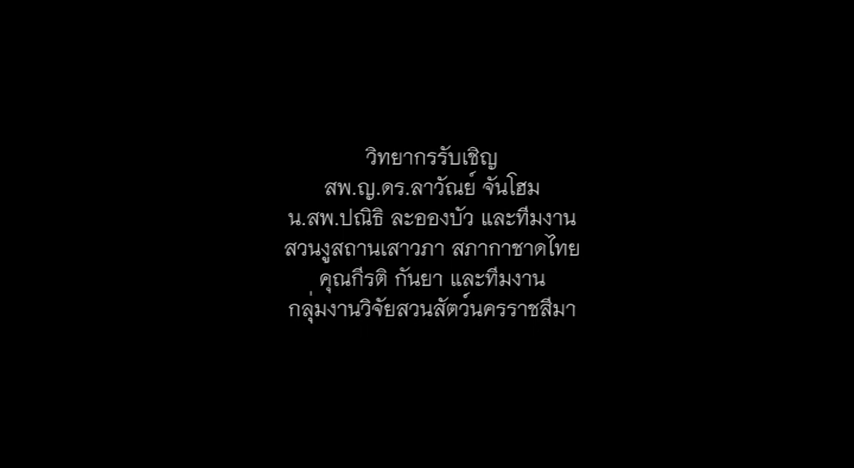 วิทยากรรับเชิญ
สพ.ญ.ดร.ลาวัณย์ จันโฮม
น.สพ.ปณิธิ ละอองบัว และทีมงาน
สวนงูสถานเสาวภา สภากาชาดไทย
คุณกีรติ กันยา และทีมงาน
กลุ่มงานวิจัยสวนสัตว์นครราชสีมา